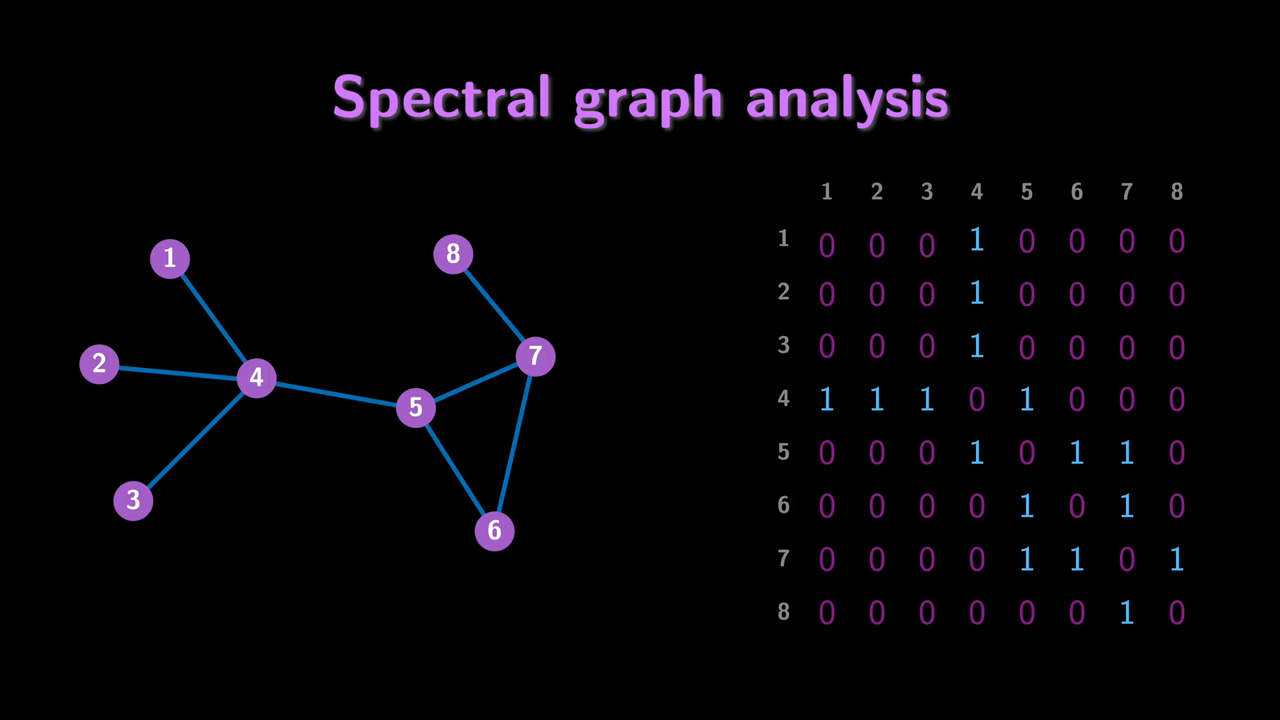 Spectral graph analysis
1 2 3 4 5 6 7 8
1 0 0 0 1 0 0 0 0
2 0 0 0 1 0 0 0 0
3 0 0 0 1 0 0 0 0
4 1 1 1 0 1 0 0 0
5 0 0 0 1 0 1 1 0
6 0 0 0 0 1 0 1 0
7 0 0 0 0 1 1 0 1
8 0 0 0 0 0 0 1 0
1
8
2
4
7
5
3
6